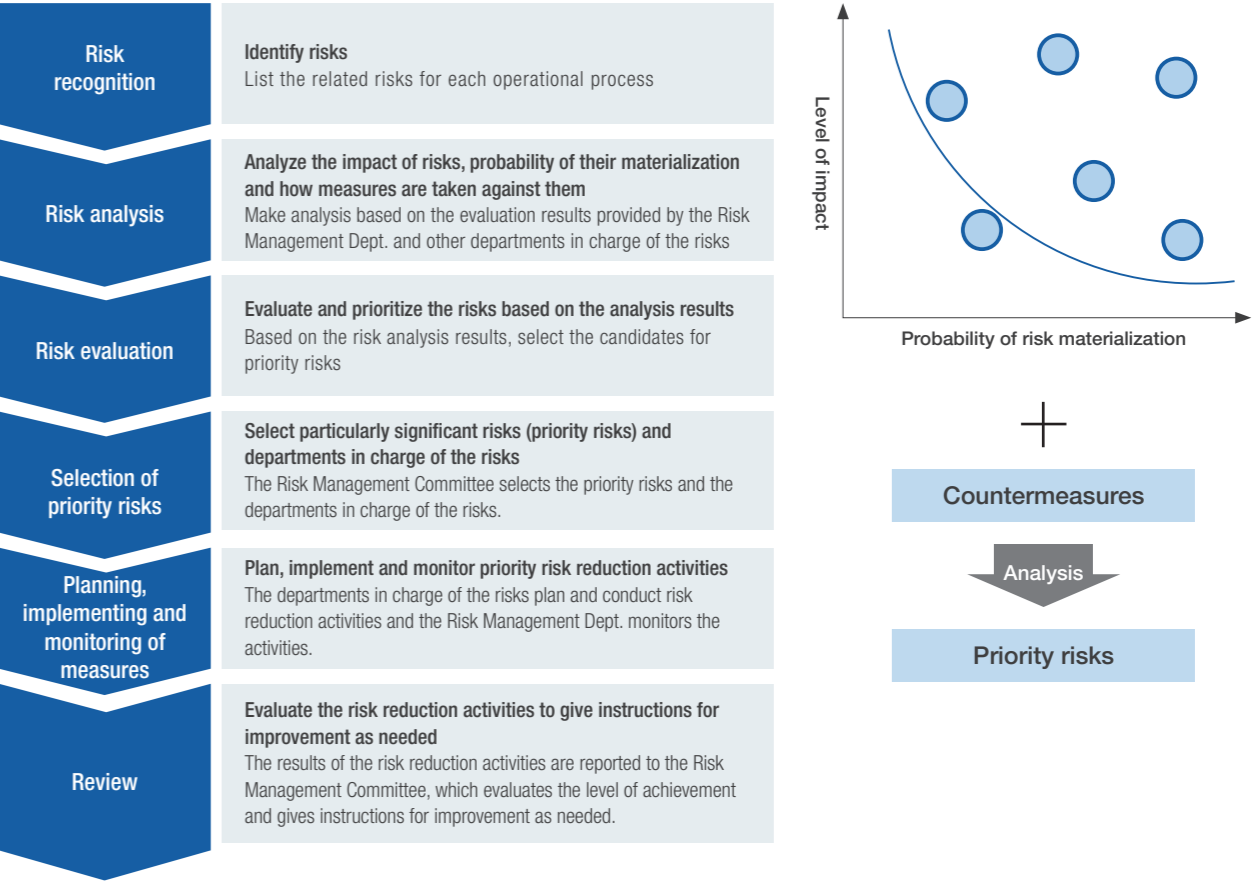 Risk
recognition
Identify risks
List the related risks for each operational process
Risk analysis
Analyze the impact of risks, probability of their materialization
and how measures are taken against them
Make analysis based on the evaluation results provided by the Risk
Management Dept. and other departments in charge of the risks
Risk evaluation
Evaluate and prioritize the risks based on the analysis results
Based on the risk analysis results, select the candidates for
priority risks
Selection of
priority risks
Select particularly significant risks (priority risks) and
departments in charge of the risks
The Risk Management Committee selects the priority risks and the
departments in charge of the risks.
Planning,
implementing and
monitoring of
measures
Plan, implement and monitor priority risk reduction activities
The departments in charge of the risks plan and conduct risk
reduction activities and the Risk Management Dept. monitors the
activities.
Review
Evaluate the risk reduction activities to give instructions for
improvement as needed
The results of the risk reduction activities are reported to the Risk
Management Committee, which evaluates the level of achievement
and gives instructions for improvement as needed.
Level of impact
Probability of risk materialization
Countermeasures
Analysis
Priority risks